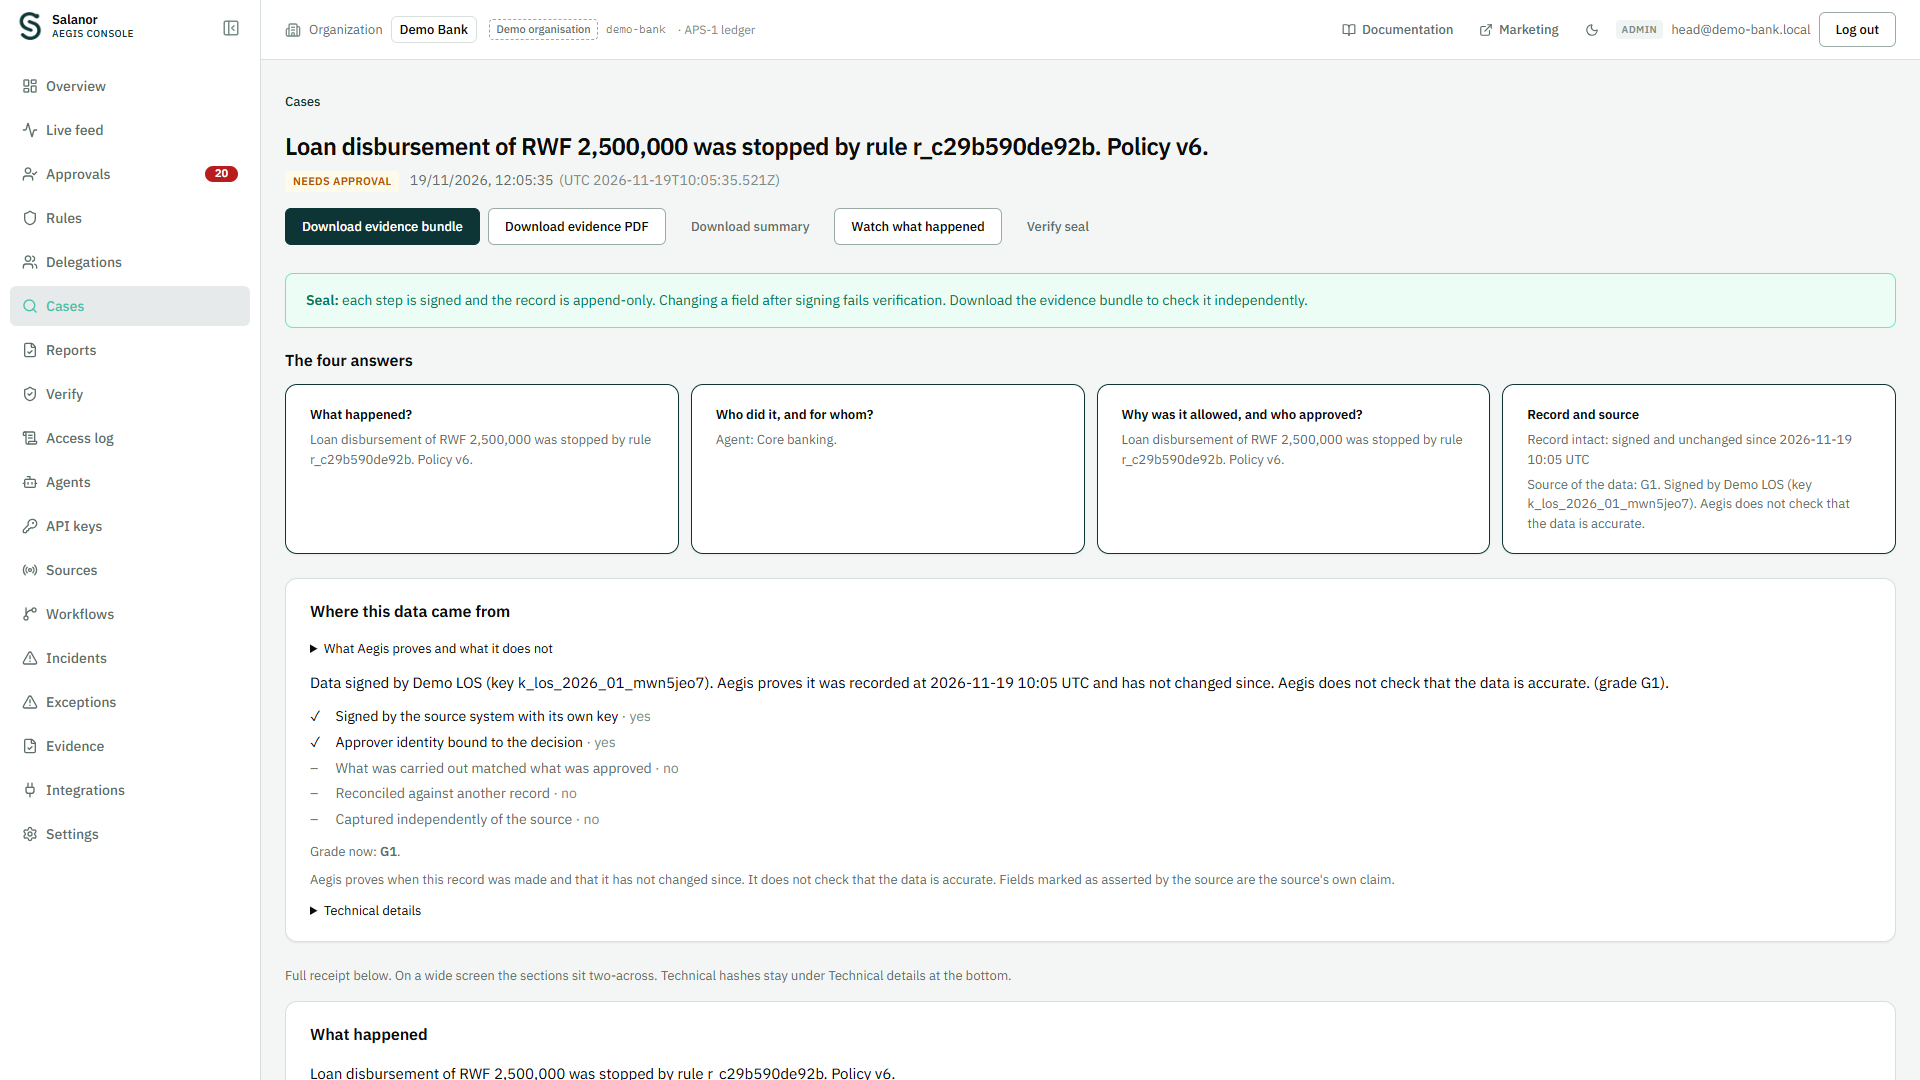 Salanor
AEGIS CONSOLE
Organization
Demo Bank
Demo organisation
demo-bank
· APS-1 ledger
Documentation
Marketing
ADMIN
head@demo-bank.local
Log out
Overview
Live feed
Approvals
20
Rules
Delegations
Cases
Reports
Verify
Access log
Agents
API keys
Sources
Workflows
Incidents
Exceptions
Evidence
Integrations
Settings
Cases
Loan disbursement of RWF 2,500,000 was stopped by rule r_c29b590de92b. Policy v6.
NEEDS APPROVAL 19/11/2026, 12:05:35 (UTC 2026-11-19T10:05:35.521Z)
Download evidence bundle
Download evidence PDF
Download summary
Watch what happened
Verify seal
Seal: each step is signed and the record is append-only. Changing a field after signing fails verification. Download the evidence bundle to check it independently.
The four answers
What happened?
Loan disbursement of RWF 2,500,000 was stopped by rule
r_c29b590de92b. Policy v6.
Who did it, and for whom?
Agent: Core banking.
Why was it allowed, and who approved?
Loan disbursement of RWF 2,500,000 was stopped by rule
r_c29b590de92b. Policy v6.
Record and source
Record intact: signed and unchanged since 2026-11-19
10:05 UTC
Source of the data: G1. Signed by Demo LOS (key
k_los_2026_01_mwn5jeo7). Aegis does not check that
the data is accurate.
Where this data came from
▶ What Aegis proves and what it does not
Data signed by Demo LOS (key k_los_2026_01_mwn5jeo7). Aegis proves it was recorded at 2026-11-19 10:05 UTC and has not changed since. Aegis does not check that the data is accurate. (grade G1).
✓ Signed by the source system with its own key · yes
✓ Approver identity bound to the decision · yes
– What was carried out matched what was approved · no
– Reconciled against another record · no
– Captured independently of the source · no
Grade now: G1.
Aegis proves when this record was made and that it has not changed since. It does not check that the data is accurate. Fields marked as asserted by the source are the source's own claim.
▶ Technical details
Full receipt below. On a wide screen the sections sit two-across. Technical hashes stay under Technical details at the bottom.
What happened
Loan disbursement of RWF 2,500,000 was stopped by rule r_c29b590de92b. Policy v6.